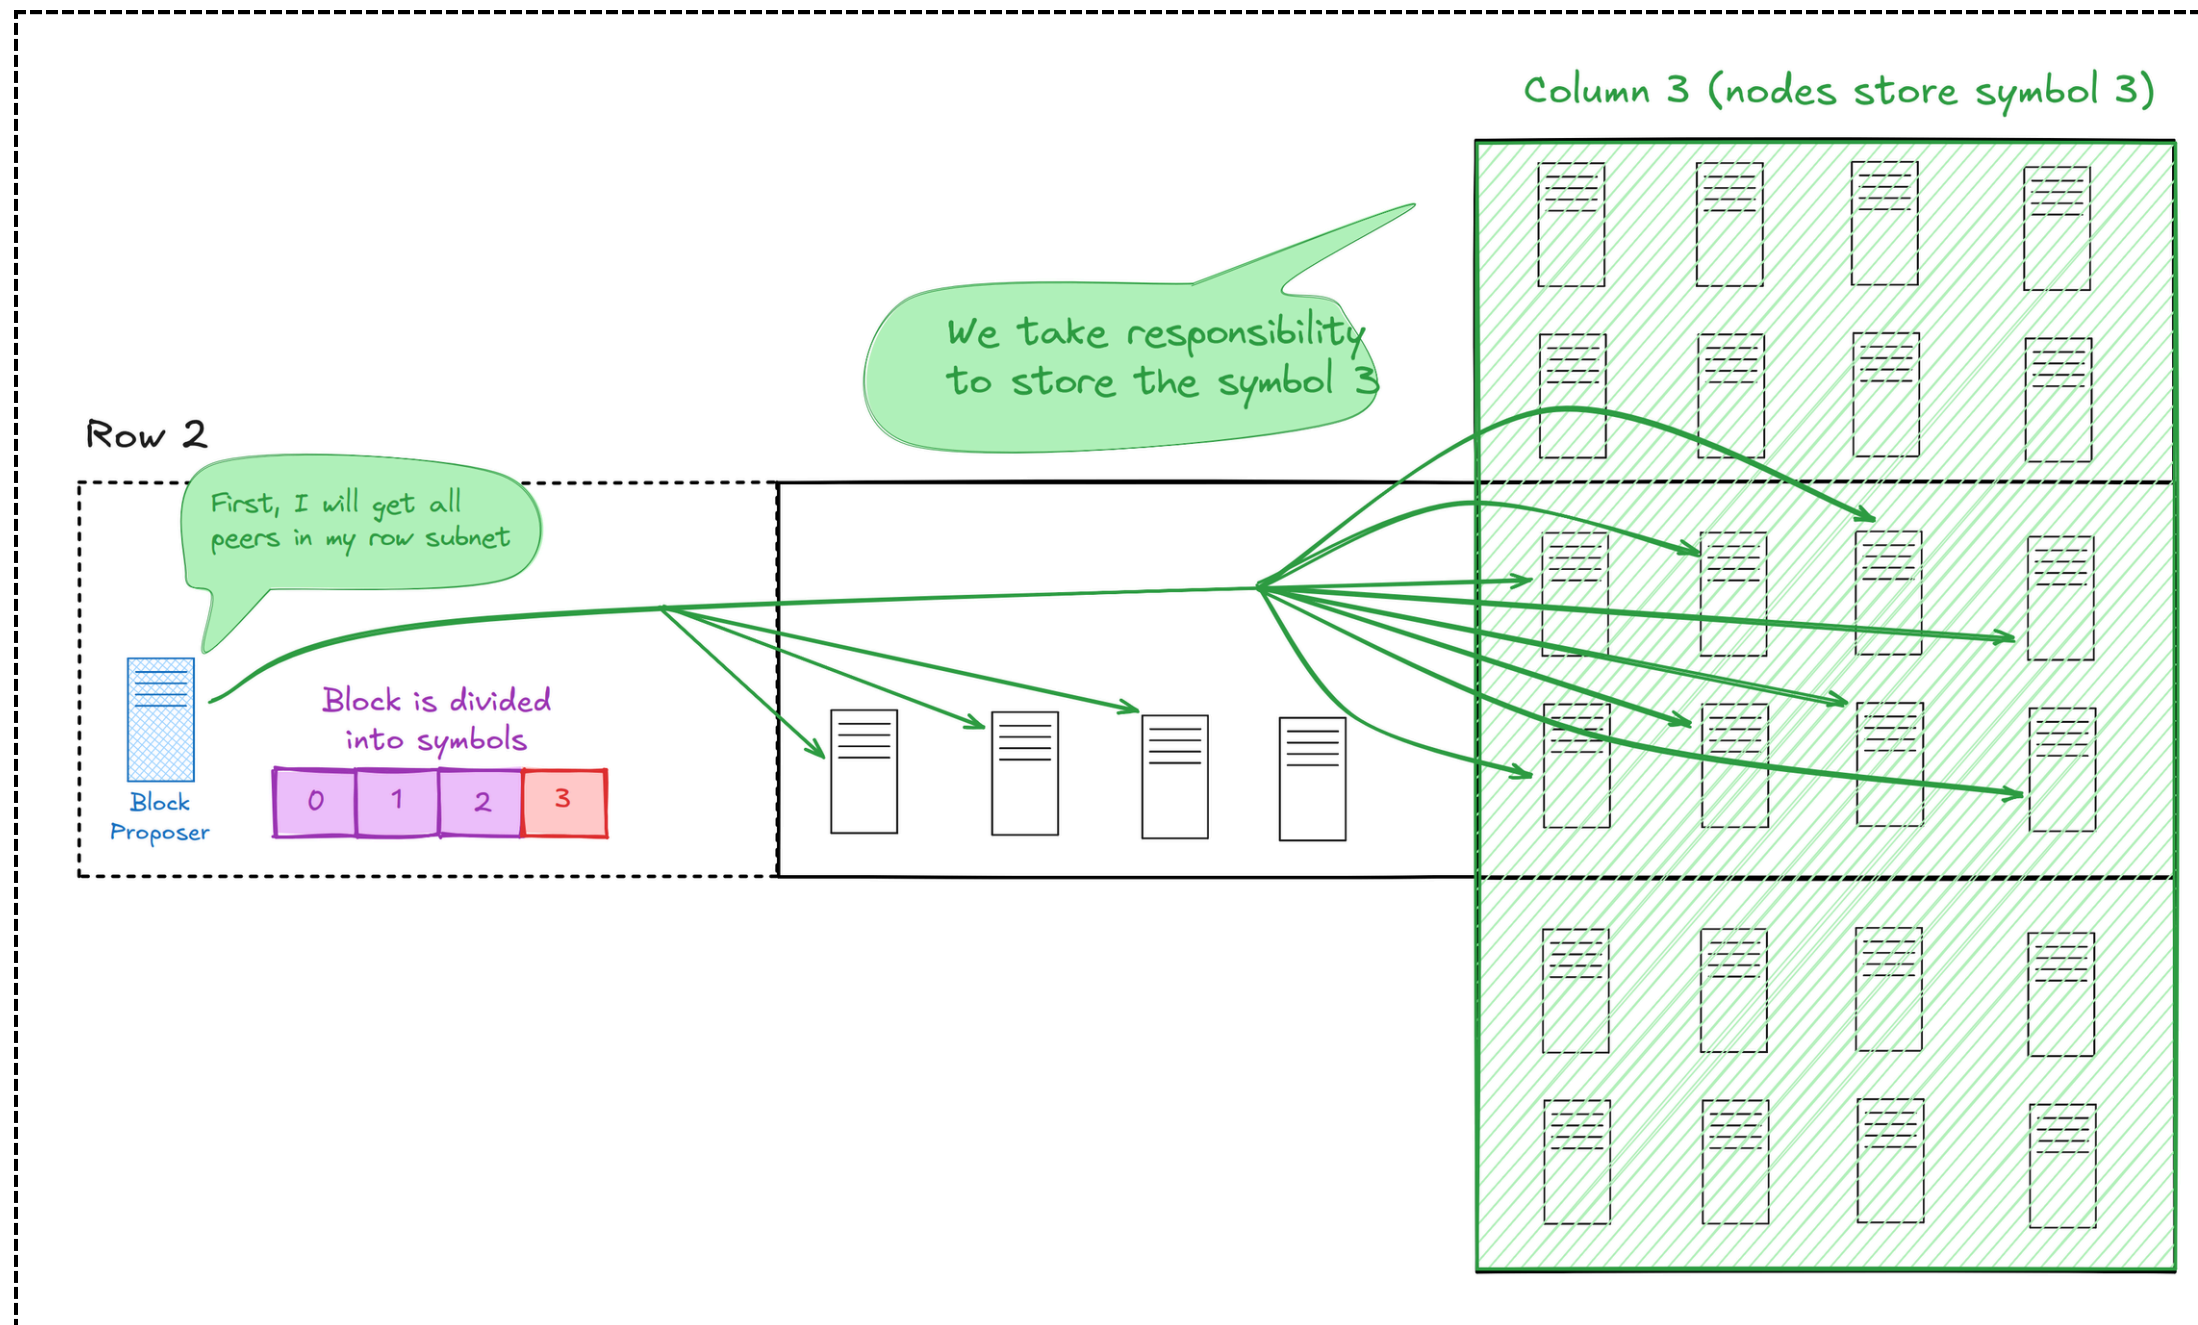 Column 3 (nodes store symbol 3)
We take responsibility
to store the symbol 3
Row 2
First, I will get all
peers in my row subnet
Block is divided
into symbols
0 1 2 3
Block
Proposer